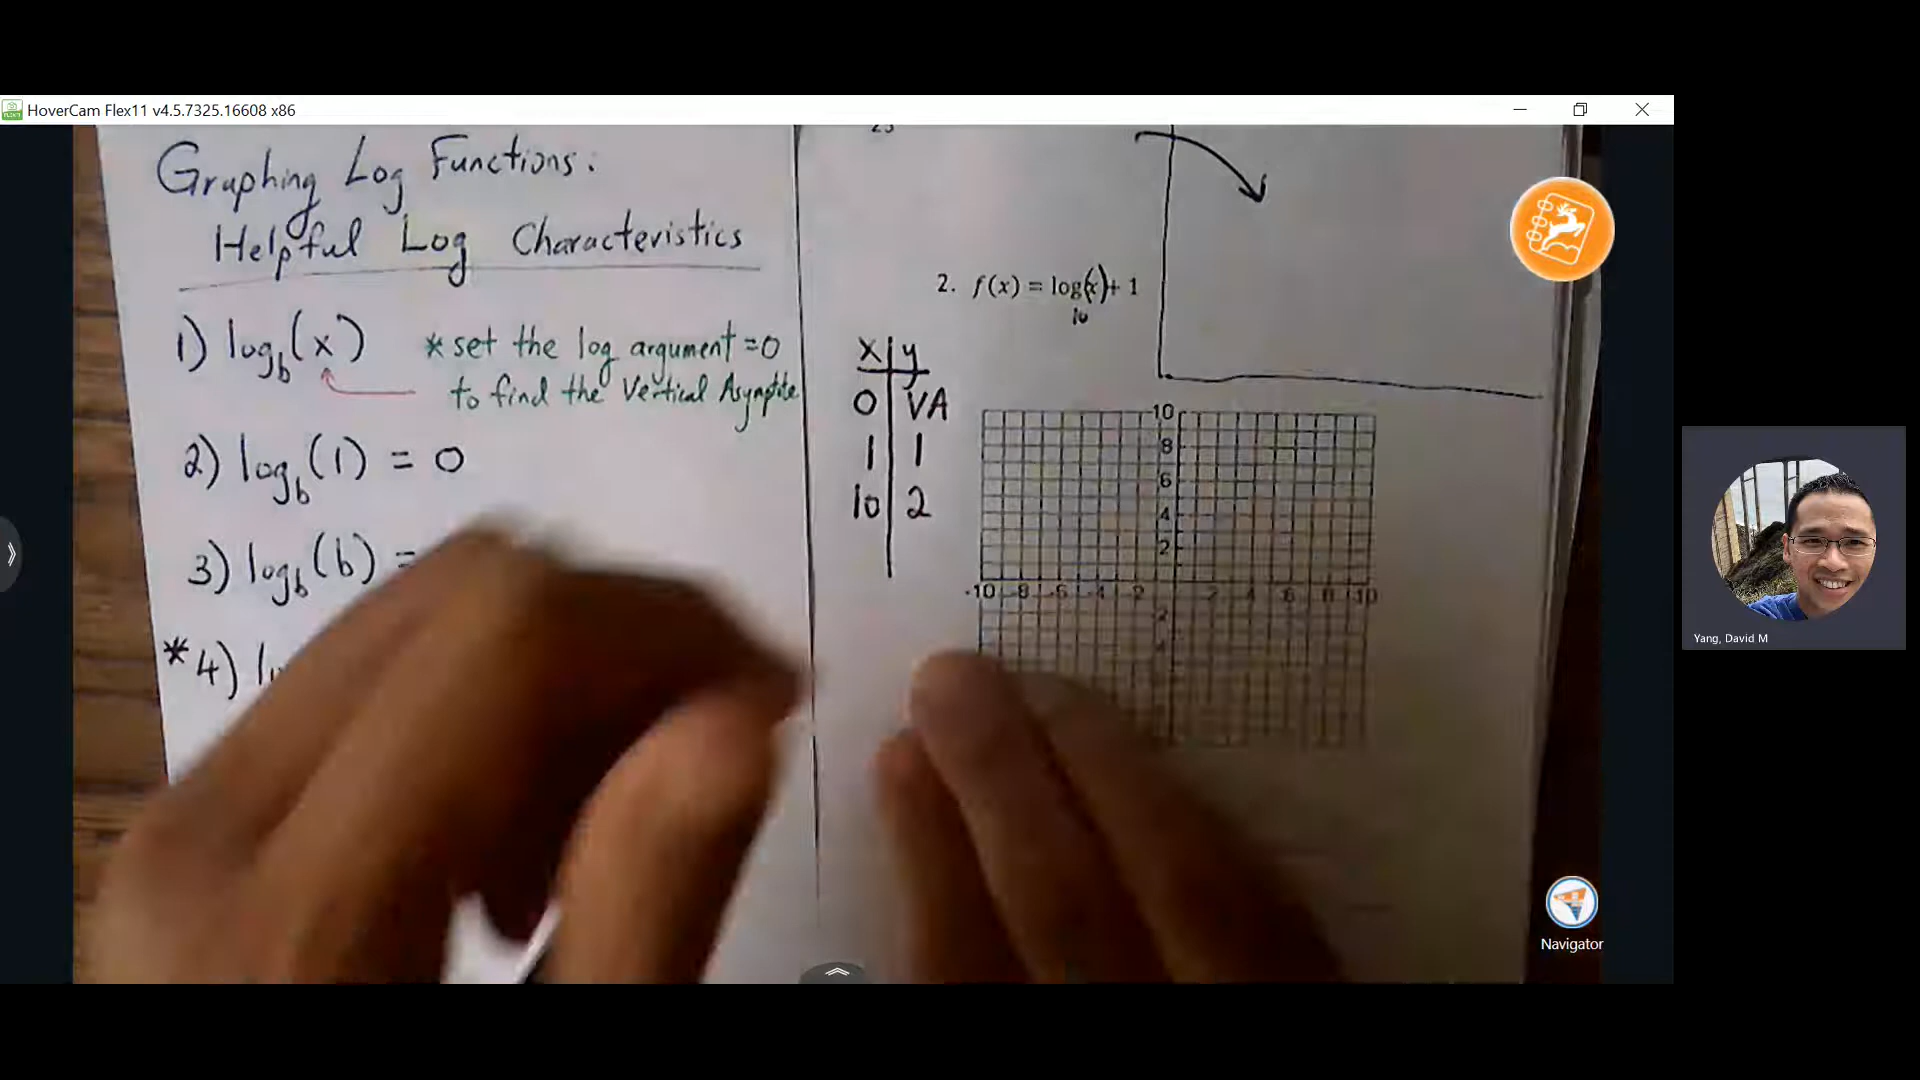 HoverCam Flex11 v4.5.7325.16608 x86
Graphing Log Functions:
Helpful Log Characteristics
1) log_b(x) * set the log argument = 0
to find the Vertical Asymptote
2) log_b(1) = 0
3) log_b(b) =
*4)
2. f(x) = log(x) + 1
10
x y
0 VA
1 1
10 2
10
8
6
4
2
-10 -8 -6 -4 2 2 4 6 8 10
Navigator
Yang, David M